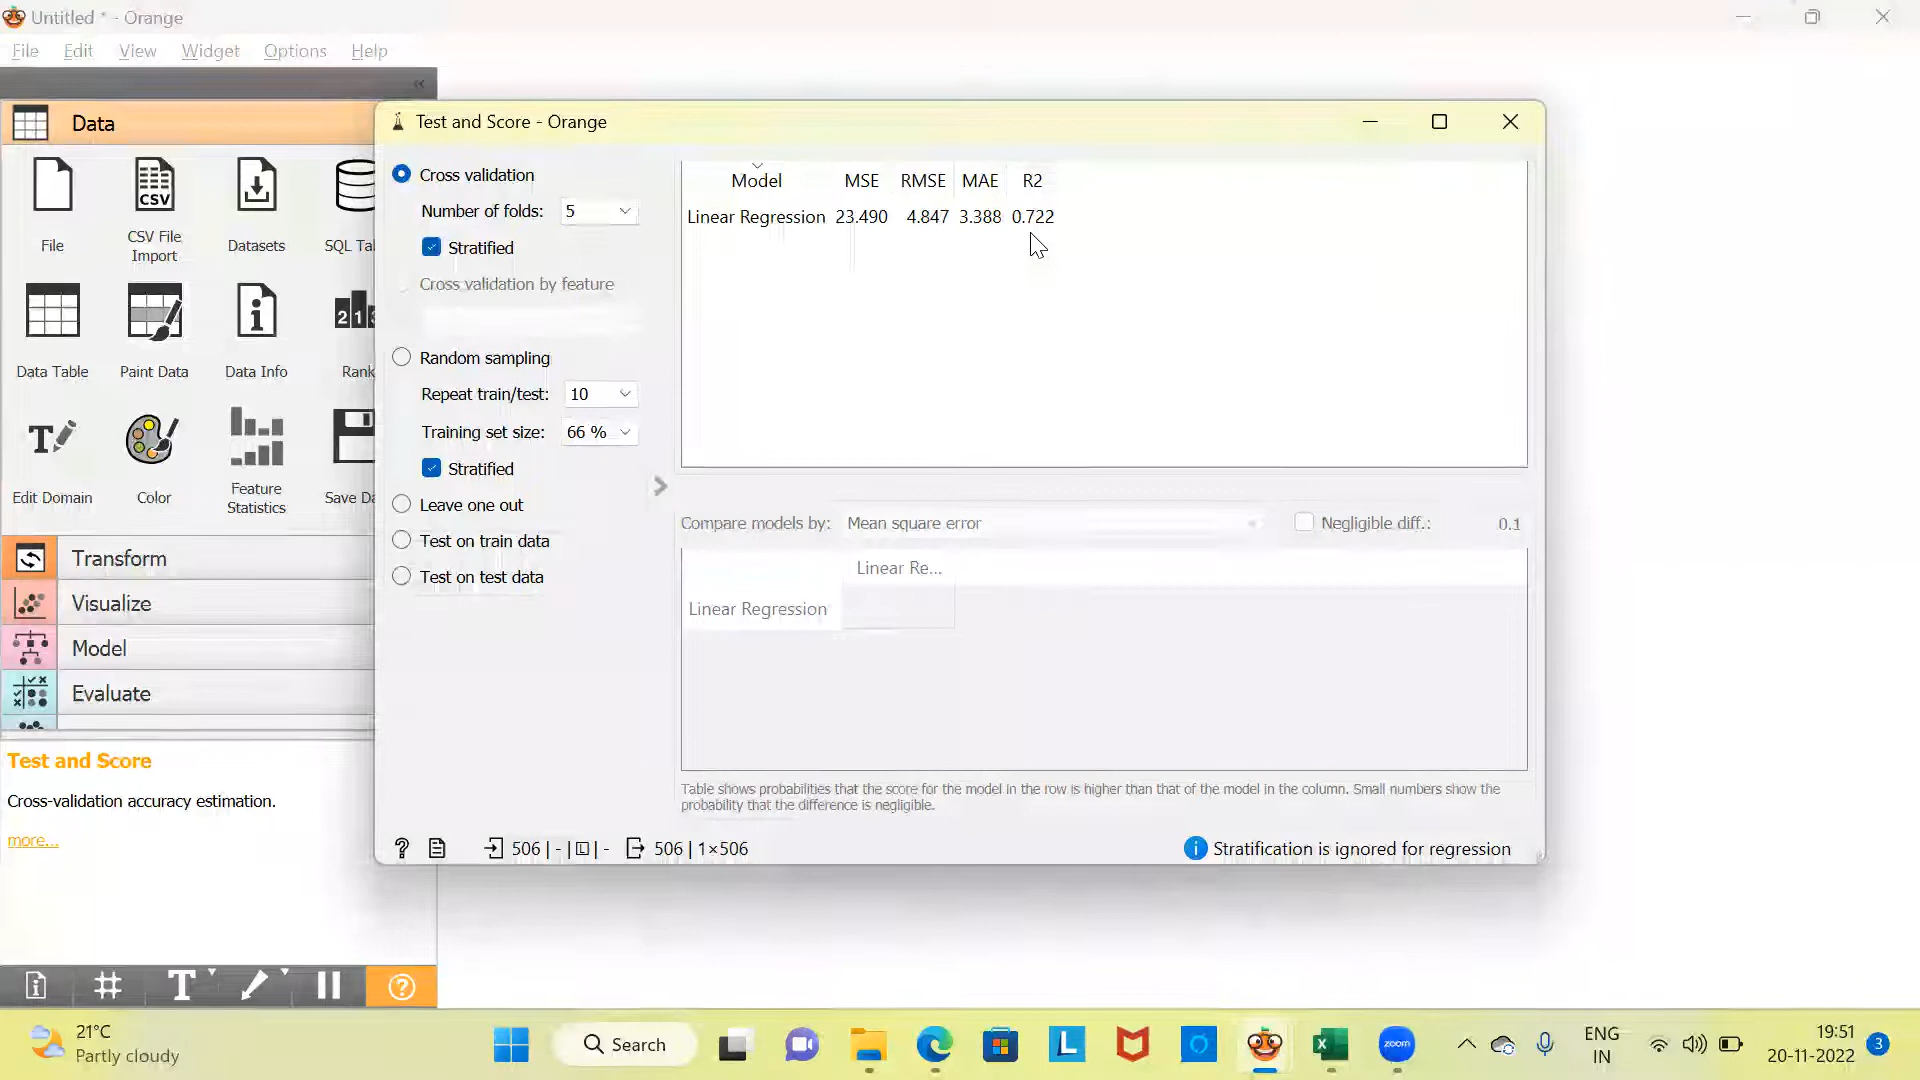 Untitled * - Orange
File Edit View Widget Options Help
Data
File
CSV File Import
Datasets
SQL Ta
Data Table
Paint Data
Data Info
Rank
Edit Domain
Color
Feature Statistics
Save Da
Transform
Visualize
Model
Evaluate
Test and Score
Cross-validation accuracy estimation.
more...
Test and Score - Orange
Cross validation
Number of folds: 5
Stratified
Cross validation by feature
Random sampling
Repeat train/test: 10
Training set size: 66 %
Stratified
Leave one out
Test on train data
Test on test data
Model MSE RMSE MAE R2
Linear Regression 23.490 4.847 3.388 0.722
Compare models by: Mean square error Negligible diff.: 0.1
Linear Re...
Linear Regression
Table shows probabilities that the score for the model in the row is higher than that of the model in the column. Small numbers show the
probability that the difference is negligible.
506 | - | - 506 | 1×506
Stratification is ignored for regression
21°C
Partly cloudy
Search
zoom
ENG
IN
19:51
20-11-2022
3